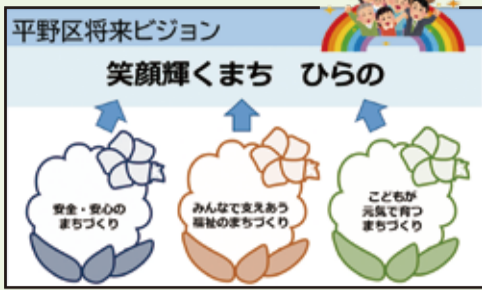 平野区将来ビジョン
笑顔輝くまち　ひらの
安全・安心の
まちづくり
みんなで支えあう
福祉のまちづくり
こどもが
元気で育つ
まちづくり